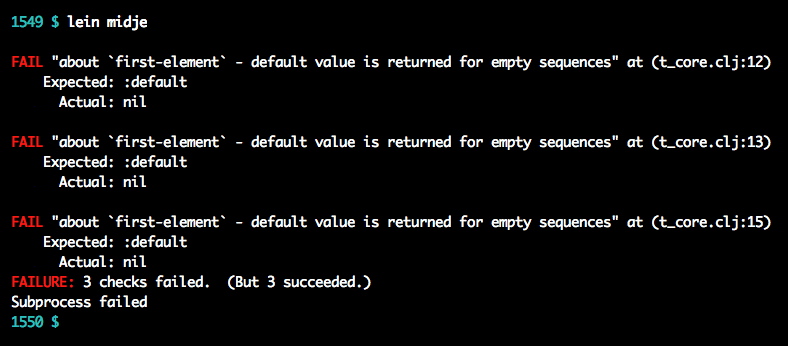 1549 $ lein midje
FAIL "about `first-element` - default value is returned for empty sequences" at (t_core.clj:12)
Expected: :default
Actual: nil
FAIL "about `first-element` - default value is returned for empty sequences" at (t_core.clj:13)
Expected: :default
Actual: nil
FAIL "about `first-element` - default value is returned for empty sequences" at (t_core.clj:15)
Expected: :default
Actual: nil
FAILURE: 3 checks failed.  (But 3 succeeded.)
Subprocess failed
1550 $